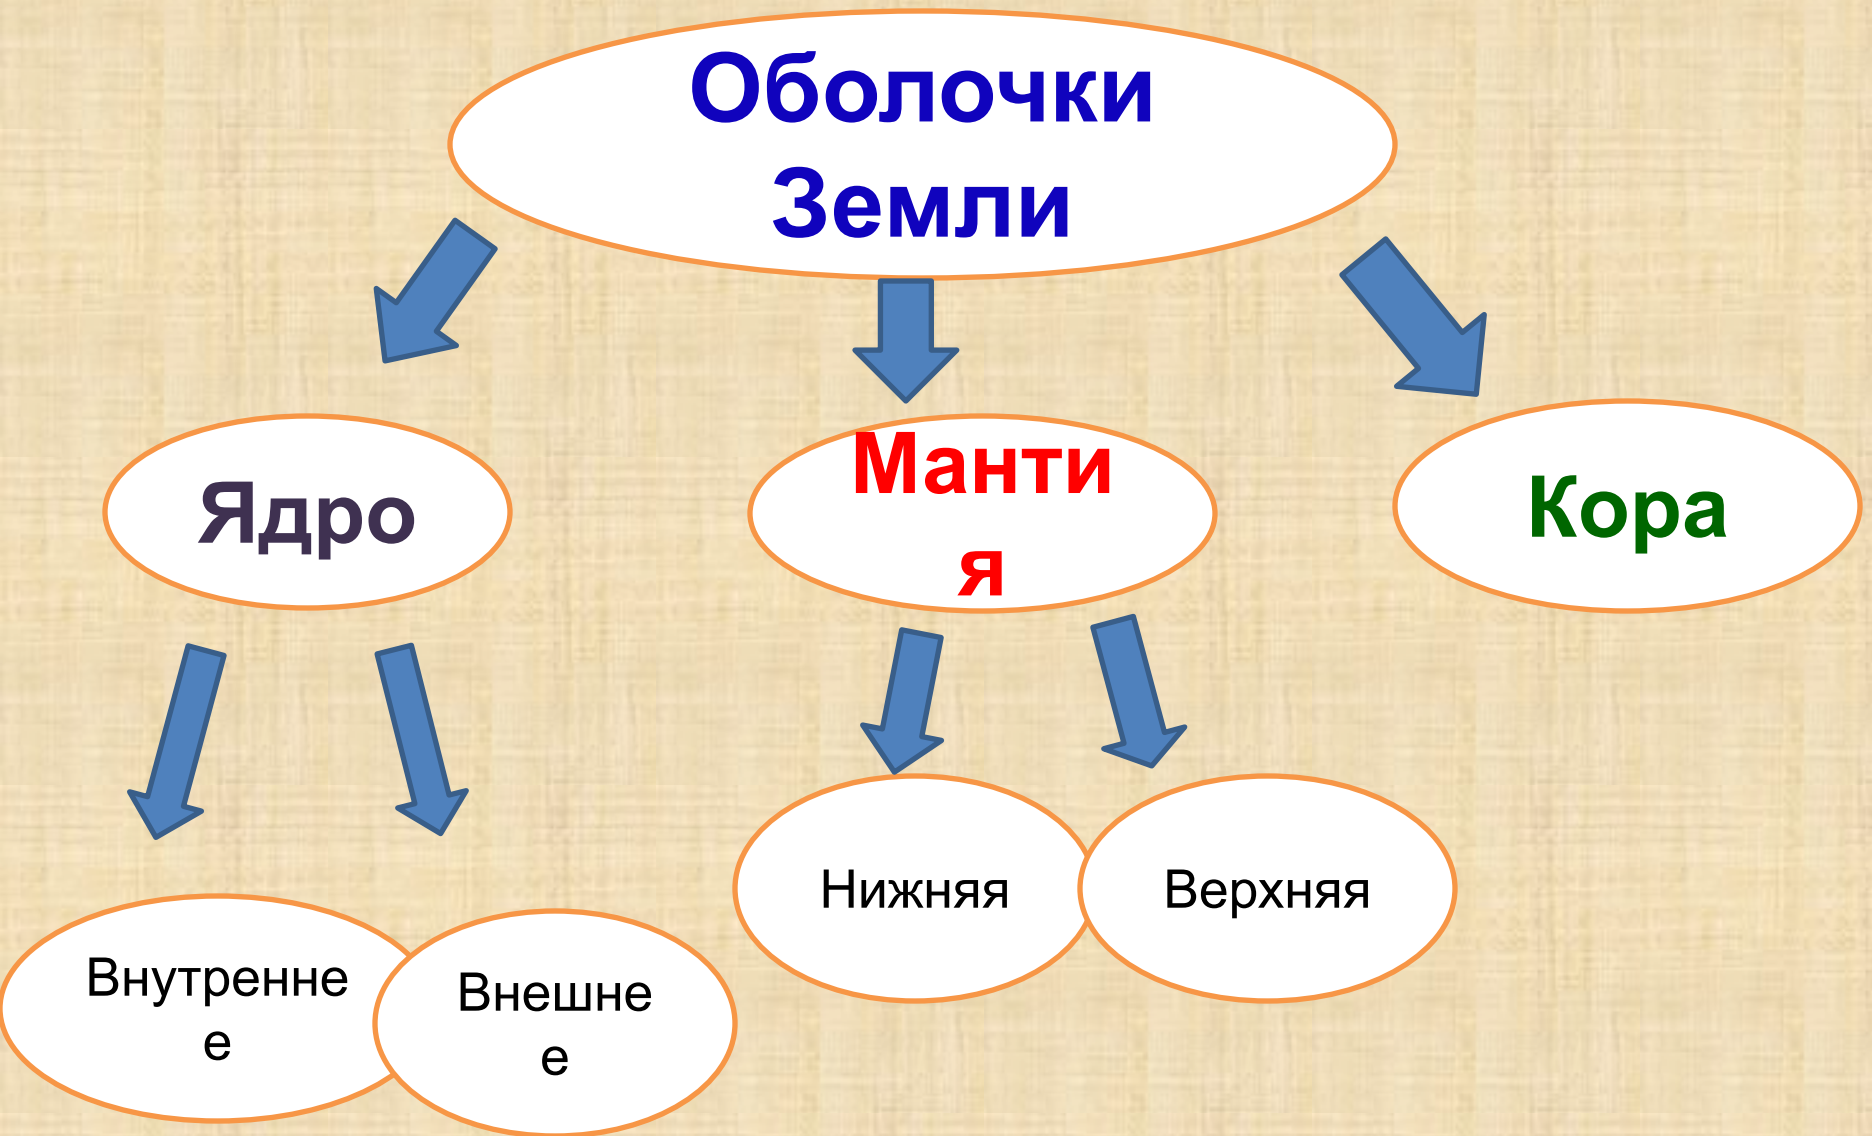 Оболочки
Земли
Ядро
Манти
я
Кора
Нижняя
Верхняя
Внутренне
е
Внешне
е